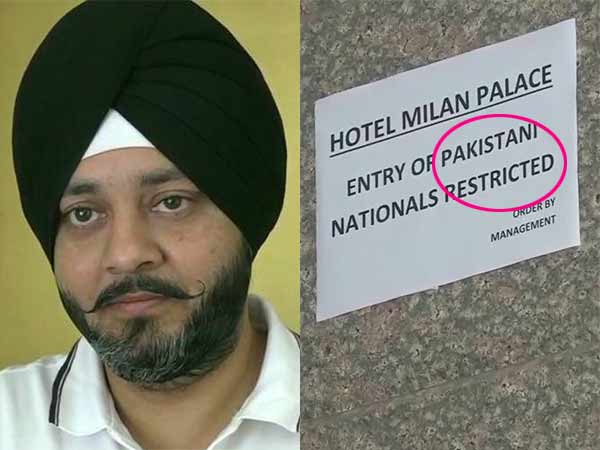 HOTEL MILAN PALACE
ENTRY OF PAKISTANI
NATIONALS RESTRICTED
ORDER BY
MANAGEMENT